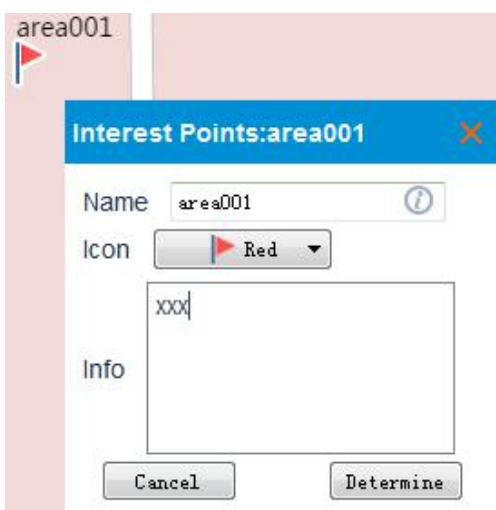 area001
Interest Points:area001
Name area001
Icon Red
xxx
Info
Cancel Determine